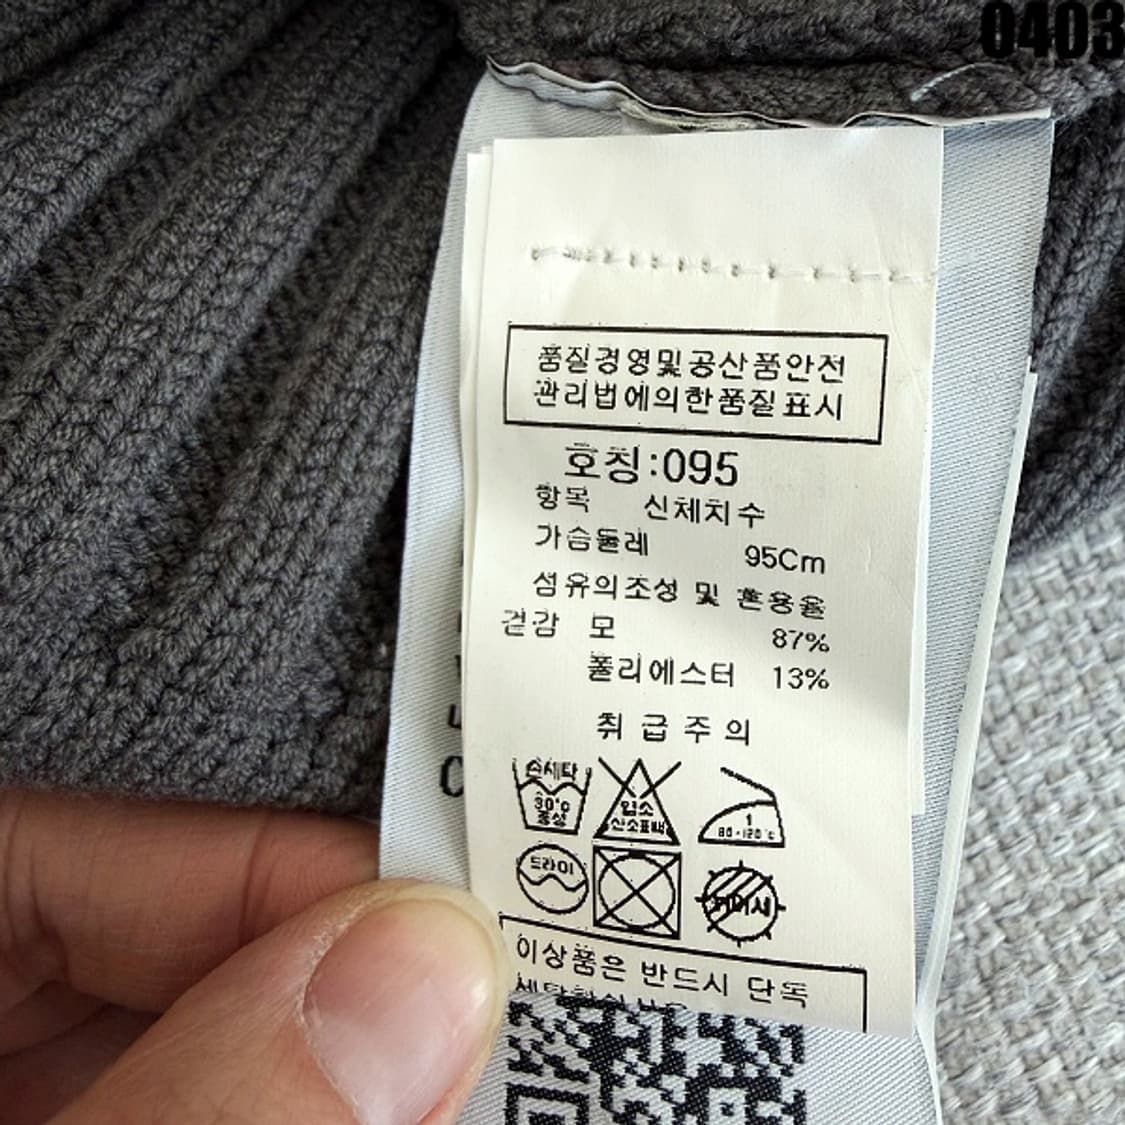 0403
품질경영및공산품안전
관리법에의한품질표시
호칭:095
항목 신체치수
가슴둘레 95Cm
섬유의조성 및 혼용율
겉감 모 87%
폴리에스터 13%
취급주의
손세탁
30°c
중성
염소
산소표백
1
80-120°c
드라이
이상품은 반드시 단독